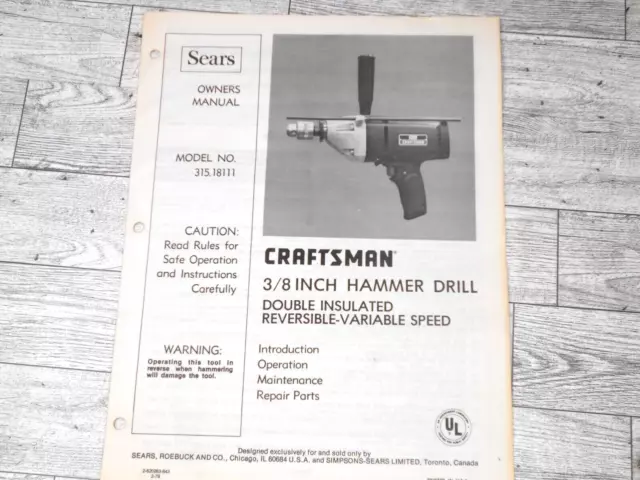 Sears
OWNERS
MANUAL
MODEL NO.
315.18111
CAUTION:
Read Rules for
Safe Operation
and Instructions
Carefully
WARNING:
Operating this tool in
reverse when hammering
will damage the tool.
CRAFTSMAN
3/8 INCH HAMMER DRILL
DOUBLE INSULATED
REVERSIBLE-VARIABLE SPEED
Introduction
Operation
Maintenance
Repair Parts
UL
Designed exclusively for and sold only by
SEARS, ROEBUCK AND CO., Chicago, IL 60684 U.S.A. and SIMPSONS-SEARS LIMITED, Toronto, Canada